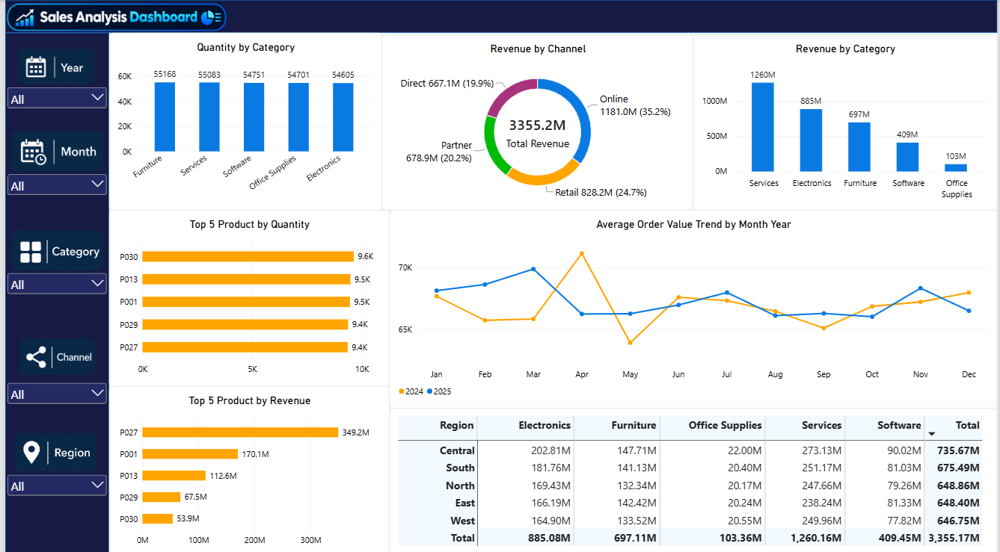 Sales Analysis Dashboard
Year
All
Month
All
Category
All
Channel
All
Region
All
Quantity by Category
60K
40K
20K
0K
55168
55083
54751
54701
54605
Furniture
Services
Software
Office Supplies
Electronics
Revenue by Channel
Direct 667.1M (19.9%)
Online
1181.0M (35.2%)
3355.2M
Total Revenue
Partner
678.9M (20.2%)
Retail 828.2M (24.7%)
Revenue by Category
1000M
500M
0M
1260M
885M
697M
409M
103M
Services
Electronics
Furniture
Software
Office
Supplies
Top 5 Product by Quantity
P030 9.6K
P013 9.5K
P001 9.5K
P029 9.4K
P027 9.4K
0K 5K 10K
Average Order Value Trend by Month Year
70K
65K
Jan Feb Mar Apr May Jun Jul Aug Sep Oct Nov Dec
2024 2025
Top 5 Product by Revenue
P027 349.2M
P001 170.1M
P013 112.6M
P029 67.5M
P030 53.9M
0M 100M 200M 300M
Region Electronics Furniture Office Supplies Services Software Total
Central 202.81M 147.71M 22.00M 273.13M 90.02M 735.67M
South 181.76M 141.13M 20.40M 251.17M 81.03M 675.49M
North 169.43M 132.34M 20.17M 247.66M 79.26M 648.86M
East 166.19M 142.42M 20.24M 238.24M 81.33M 648.40M
West 164.90M 133.52M 20.55M 249.96M 77.82M 646.75M
Total 885.08M 697.11M 103.36M 1,260.16M 409.45M 3,355.17M